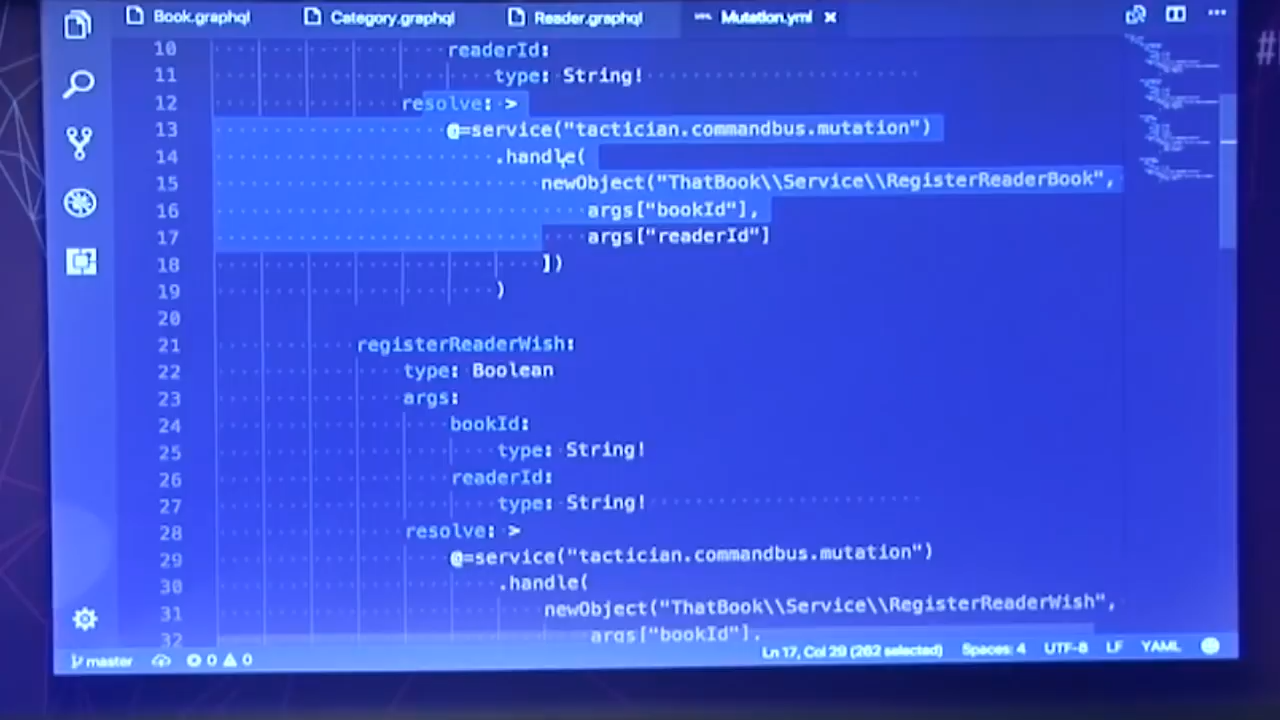 Book.graphql Category.graphql Reader.graphql Mutation.yml ×
#
10 readerId:
11 type: String!
12 resolve: >
13 @=service("tactician.commandbus.mutation")
14 .handle(
15 newObject("ThatBook\\Service\\RegisterReaderBook",
16 args["bookId"],
17 args["readerId"]
18 ])
19 )
20
21 registerReaderWish:
22 type: Boolean
23 args:
24 bookId:
25 type: String!
26 readerId:
27 type: String!
28 resolve: >
29 @=service("tactician.commandbus.mutation")
30 .handle(
31 newObject("ThatBook\\Service\\RegisterReaderWish",
32 args["bookId"],
master 0 0 Ln 17, Col 29 (262 selected) Spaces: 4 UTF-8 LF YAML